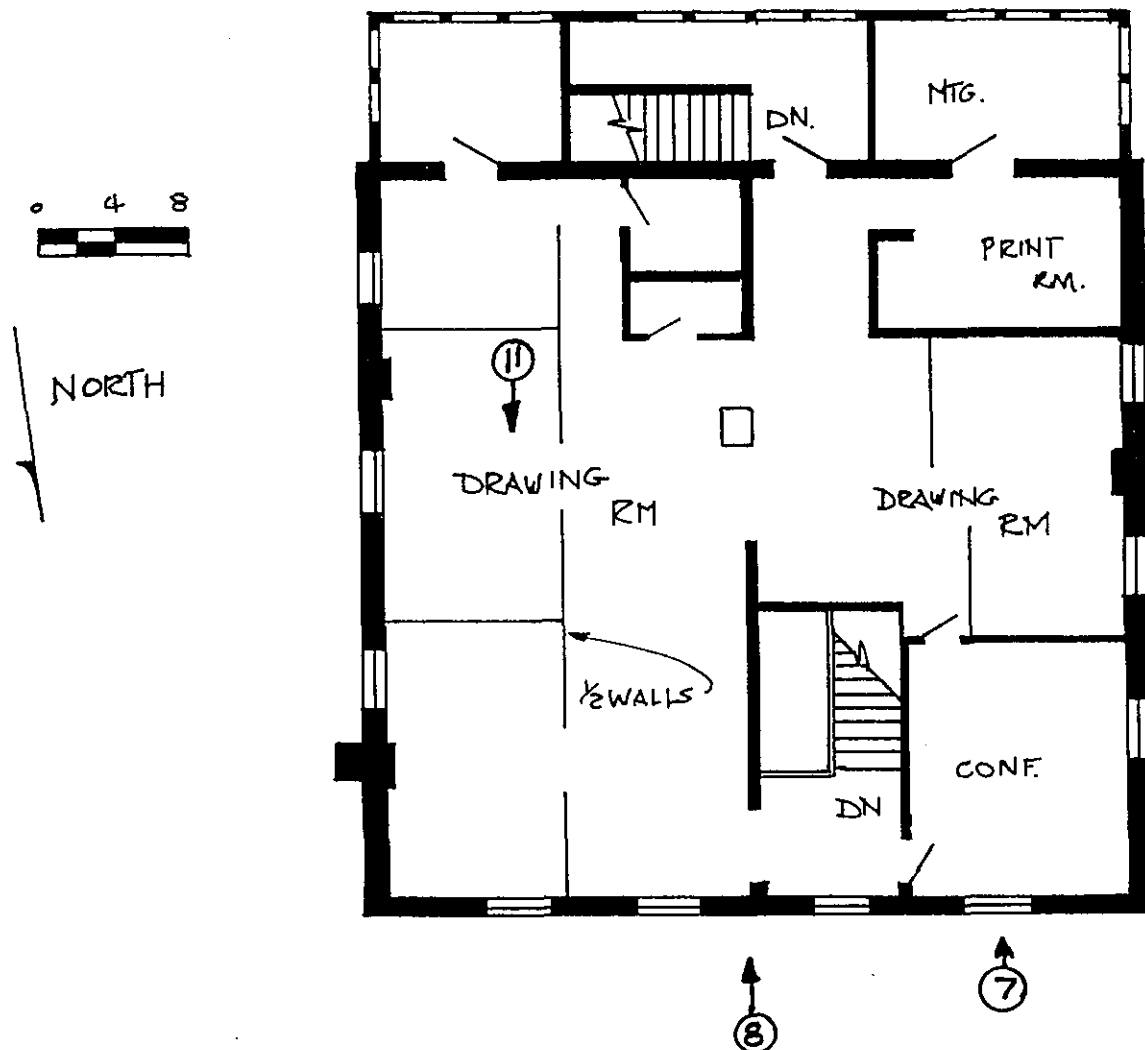 MTG.
DN.
0 4 8
PRINT
RM.
11
NORTH
DRAWING
RM
DRAWING
RM
½ WALLS
CONF.
DN
7
8